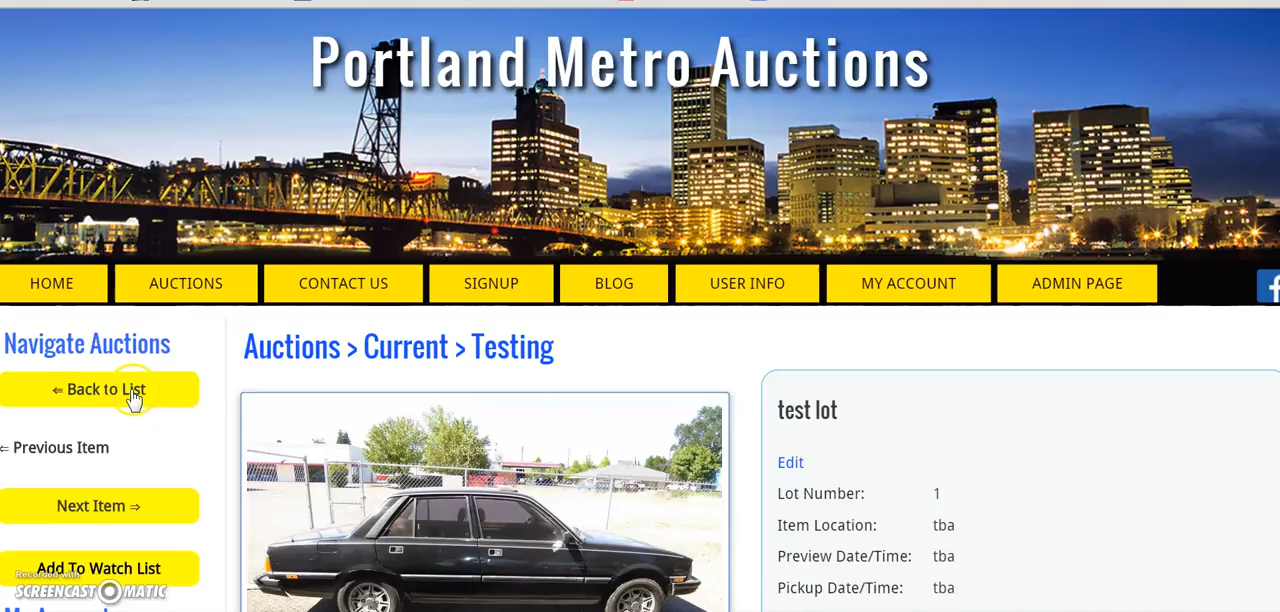 Portland Metro Auctions
HOME AUCTIONS CONTACT US SIGNUP BLOG USER INFO MY ACCOUNT ADMIN PAGE
Navigate Auctions
⇐ Back to List
⇐ Previous Item
Next Item ⇒
Add To Watch List
Recorded with
SCREENCAST-O-MATIC
Auctions > Current > Testing
test lot
Edit
Lot Number: 1
Item Location: tba
Preview Date/Time: tba
Pickup Date/Time: tba